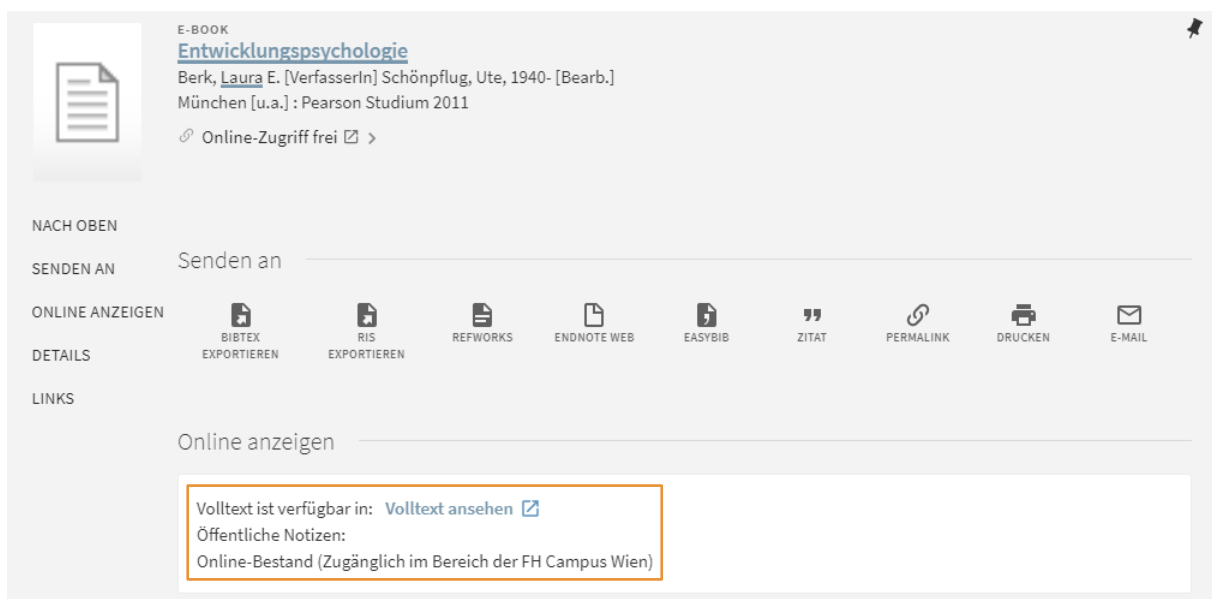 E-BOOK
Entwicklungspsychologie
Berk, Laura E. [VerfasserIn] Schönpflug, Ute, 1940- [Bearb.]
München [u.a.] : Pearson Studium 2011
Online-Zugriff frei
NACH OBEN
SENDEN AN
ONLINE ANZEIGEN
DETAILS
LINKS
Senden an
BIBTEX EXPORTIEREN
RIS EXPORTIEREN
REFWORKS
ENDNOTE WEB
EASYBIB
ZITAT
PERMALINK
DRUCKEN
E-MAIL
Online anzeigen
Volltext ist verfügbar in: Volltext ansehen
Öffentliche Notizen:
Online-Bestand (Zugänglich im Bereich der FH Campus Wien)